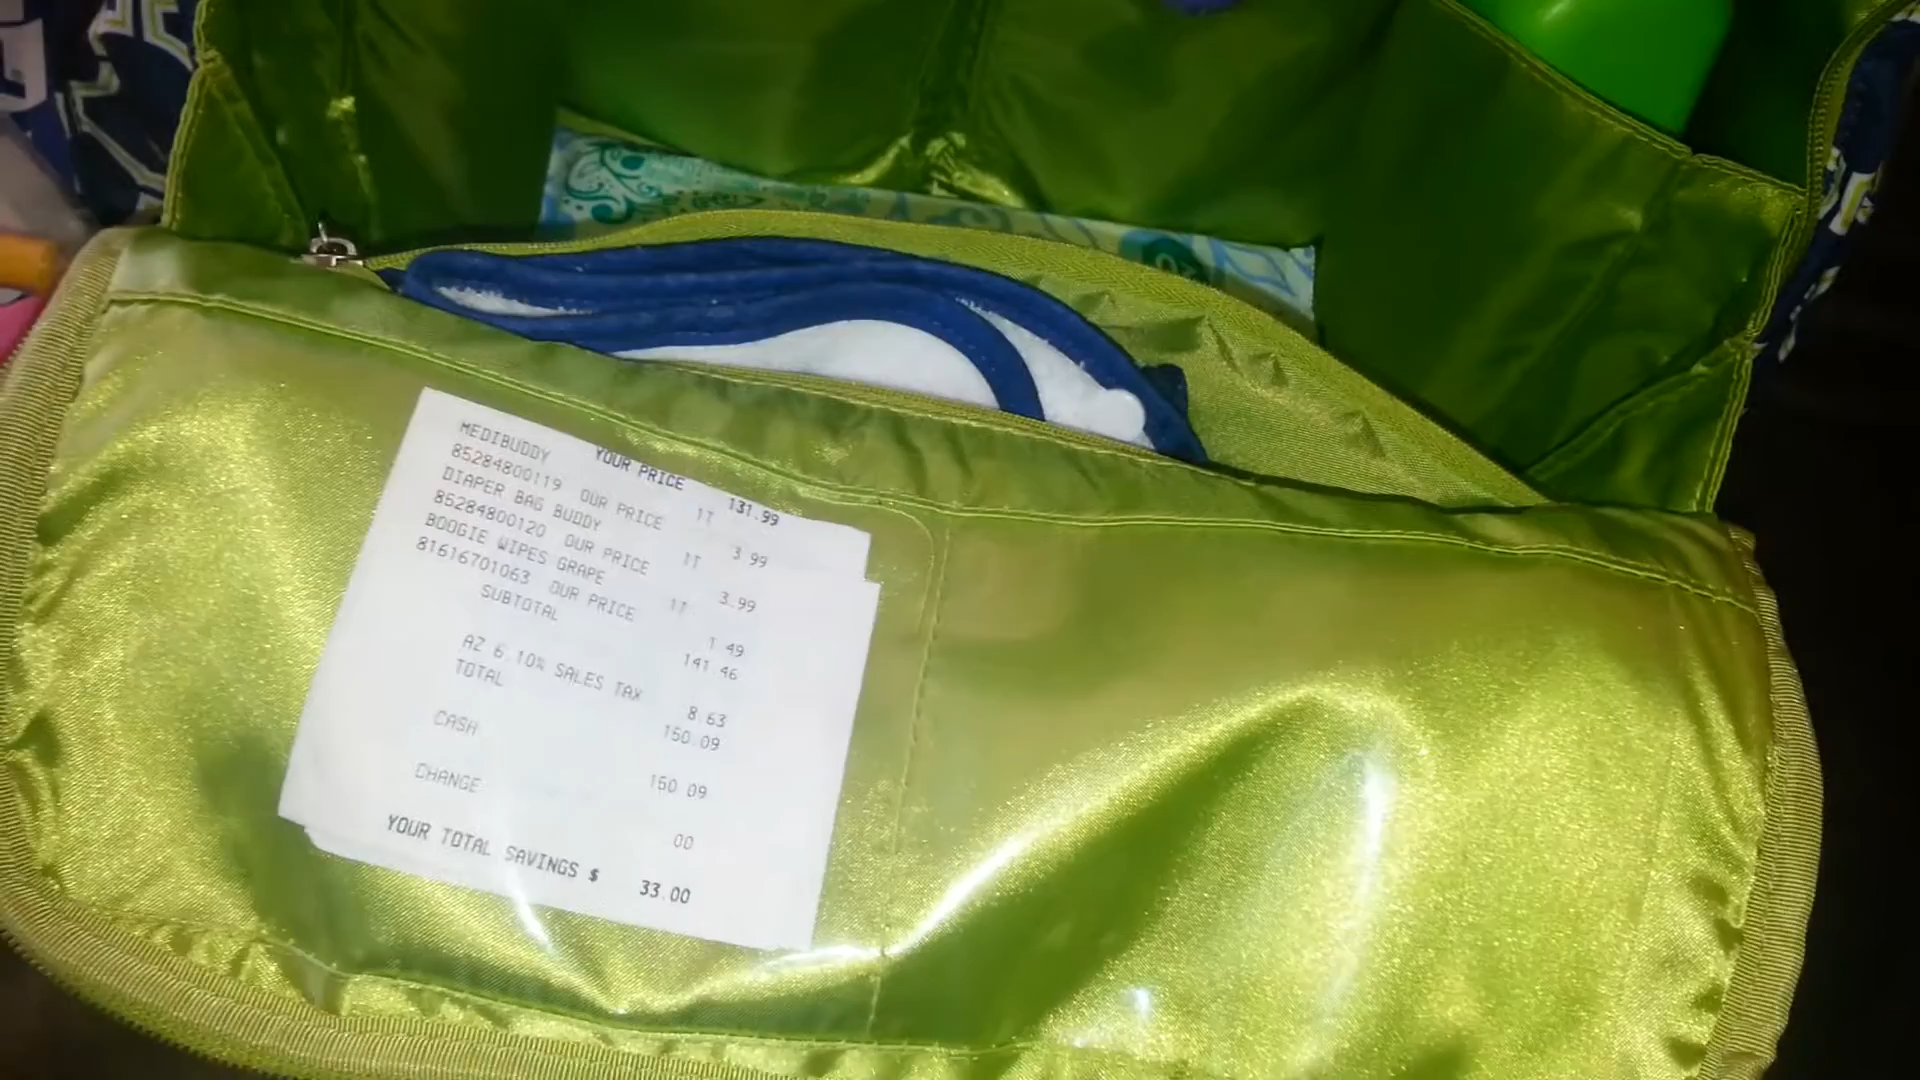 YOUR PRICE 131.99
MEDIBUDDY
85284800119 OUR PRICE 1T 3.99
DIAPER BAG BUDDY
85284800120 OUR PRICE 1T 3.99
BOOGIE WIPES GRAPE
81616701063 OUR PRICE 1T 1.49
SUBTOTAL 141.46
AZ 6.10% SALES TAX 8.63
TOTAL 150.09
CASH 150.09
CHANGE 00
YOUR TOTAL SAVINGS $ 33.00